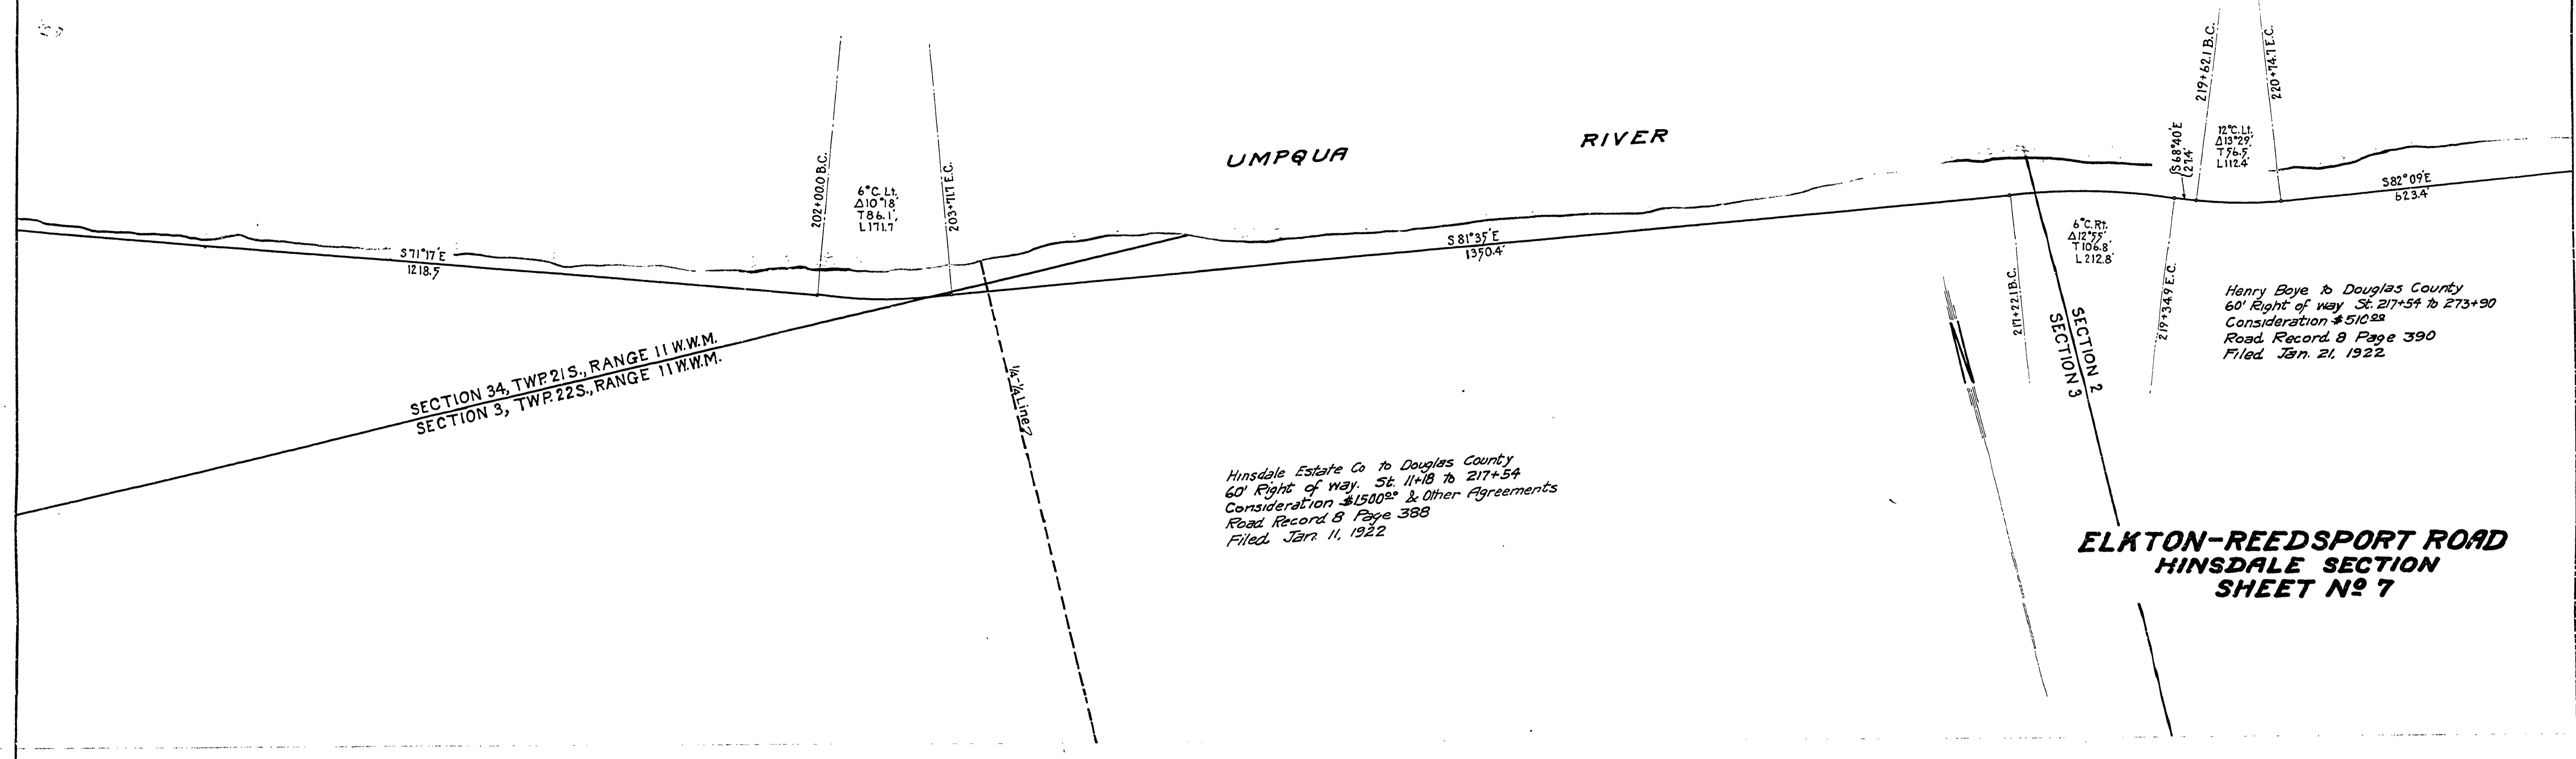 UMPQUA RIVER
S 71°17'E
1218.5
202+00.0 B.C.
6°C. Lt.
Δ10°18'
T86.1',
L171.7'
203+71.7 E.C.
S 81°35'E
1350.4'
217+22.1 B.C.
6°C. Rt.
Δ12°55'
T106.8'
L212.8'
219+34.9 E.C.
S 68°40'E
27.4'
219+62.1 B.C.
12°C. Lt.
Δ13°29'
T56.5'
L112.4'
220+74.7 E.C.
S 82°09'E
623.4'
SECTION 34, TWP. 21 S., RANGE 11 W.W.M.
SECTION 3, TWP. 22 S., RANGE 11 W.W.M.
1/4-1/4 Line
SECTION 2
SECTION 3
Henry Boye to Douglas County
60' Right of way St. 217+54 to 273+90
Consideration $510.00
Road Record 8 Page 390
Filed Jan. 21, 1922
Hinsdale Estate Co to Douglas County
60' Right of way. St. 11+18 to 217+54
Consideration $1500.00 & Other Agreements
Road Record 8 Page 388
Filed Jan. 11, 1922
ELKTON-REEDSPORT ROAD
HINSDALE SECTION
SHEET Nº 7